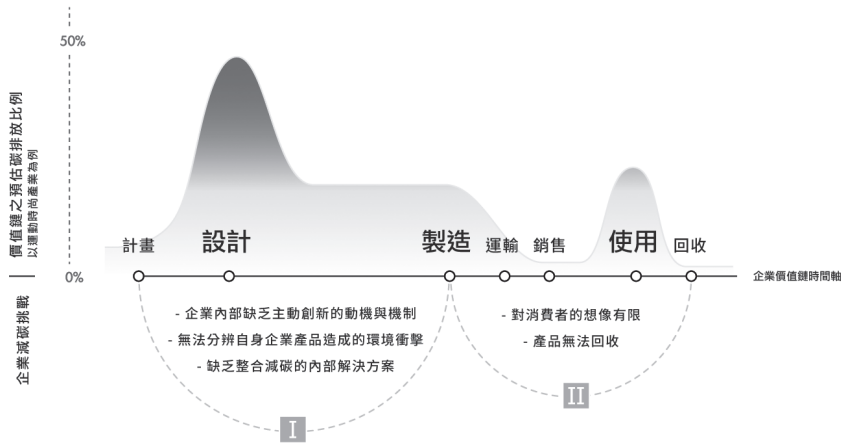 50%
價值鏈之預估碳排放比例
以運動時尚產業為例
計畫
設計
製造
運輸
銷售
使用
回收
0%
企業價值鏈時間軸
企業減碳挑戰
- 企業內部缺乏主動創新的動機與機制
- 無法分辨自身企業產品造成的環境衝擊
- 缺乏整合減碳的內部解決方案
I
- 對消費者的想像有限
- 產品無法回收
II